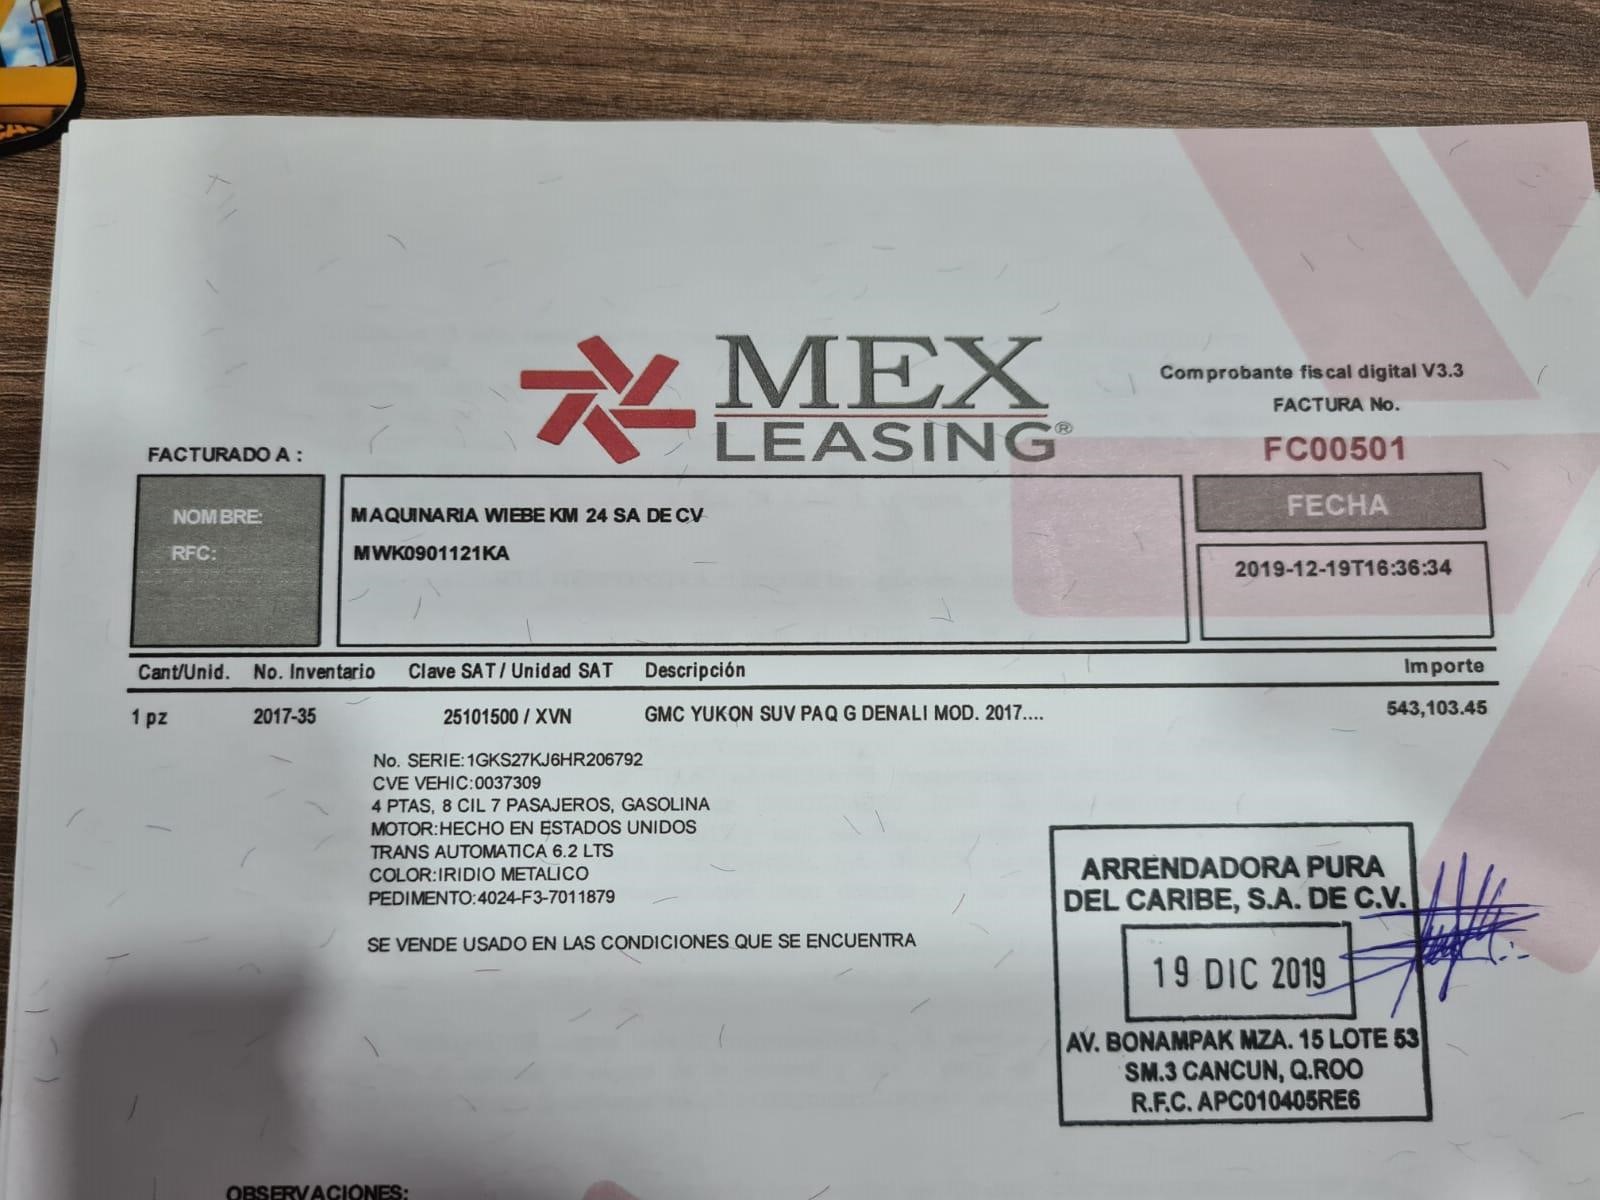 MEX
LEASING®
Comprobante fiscal digital V3.3
FACTURA No.
FC00501
FACTURADO A :
NOMBRE:
MAQUINARIA WIEBE KM 24 SA DE CV
RFC:
MWK0901121KA
FECHA
2019-12-19T16:36:34
Cant/Unid. No. Inventario Clave SAT / Unidad SAT Descripción Importe
1 pz 2017-35 25101500 / XVN GMC YUKON SUV PAQ G DENALI MOD. 2017.... 543,103.45
No. SERIE:1GKS27KJ6HR206792
CVE VEHIC:0037309
4 PTAS, 8 CIL 7 PASAJEROS, GASOLINA
MOTOR:HECHO EN ESTADOS UNIDOS
TRANS AUTOMATICA 6.2 LTS
COLOR:IRIDIO METALICO
PEDIMENTO:4024-F3-7011879
SE VENDE USADO EN LAS CONDICIONES QUE SE ENCUENTRA
ARRENDADORA PURA
DEL CARIBE, S.A. DE C.V.
19 DIC 2019
AV. BONAMPAK MZA. 15 LOTE 53
SM.3 CANCUN, Q.ROO
R.F.C. APC010405RE6
OBSERVACIONES: